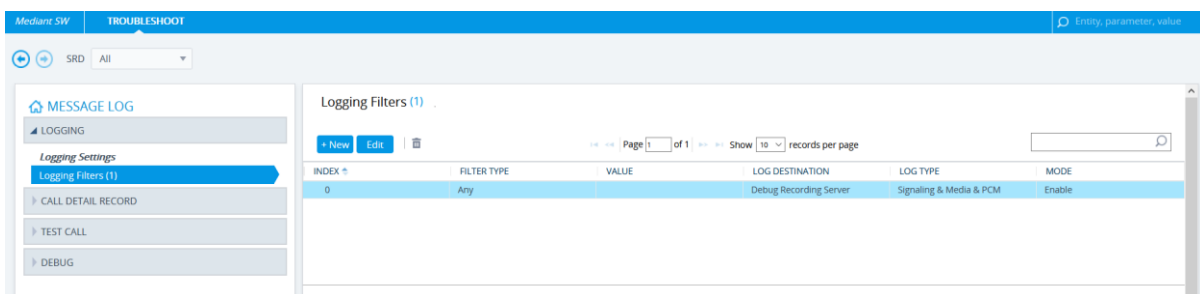 Mediant SW TROUBLESHOOT Entity, parameter, value
SRD All
MESSAGE LOG
LOGGING
Logging Settings
Logging Filters (1)
CALL DETAIL RECORD
TEST CALL
DEBUG
Logging Filters (1)
+ New Edit Page 1 of 1 Show 10 records per page
INDEX FILTER TYPE VALUE LOG DESTINATION LOG TYPE MODE
0 Any Debug Recording Server Signaling & Media & PCM Enable